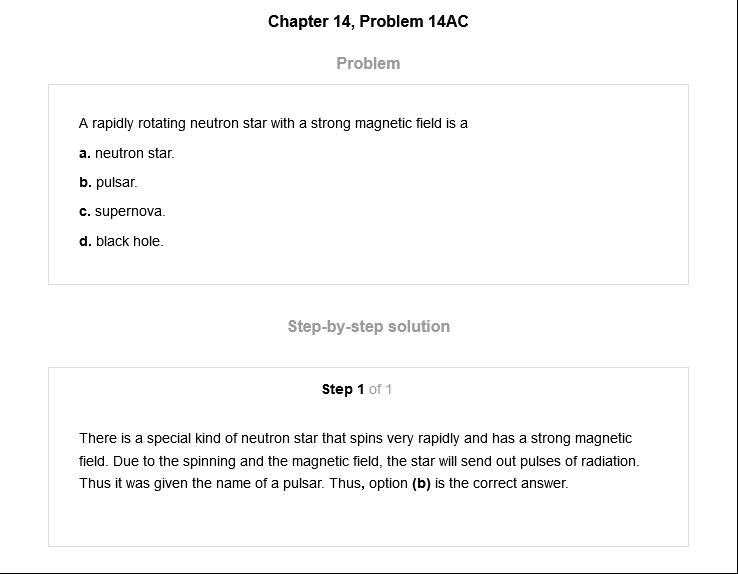 Chapter 14, Problem 14AC
Problem
A rapidly rotating neutron star with a strong magnetic field is a
a. neutron star.
b. pulsar.
c. supernova.
d. black hole.
Step-by-step solution
Step 1 of 1
There is a special kind of neutron star that spins very rapidly and has a strong magnetic
field. Due to the spinning and the magnetic field, the star will send out pulses of radiation.
Thus it was given the name of a pulsar. Thus, option (b) is the correct answer.